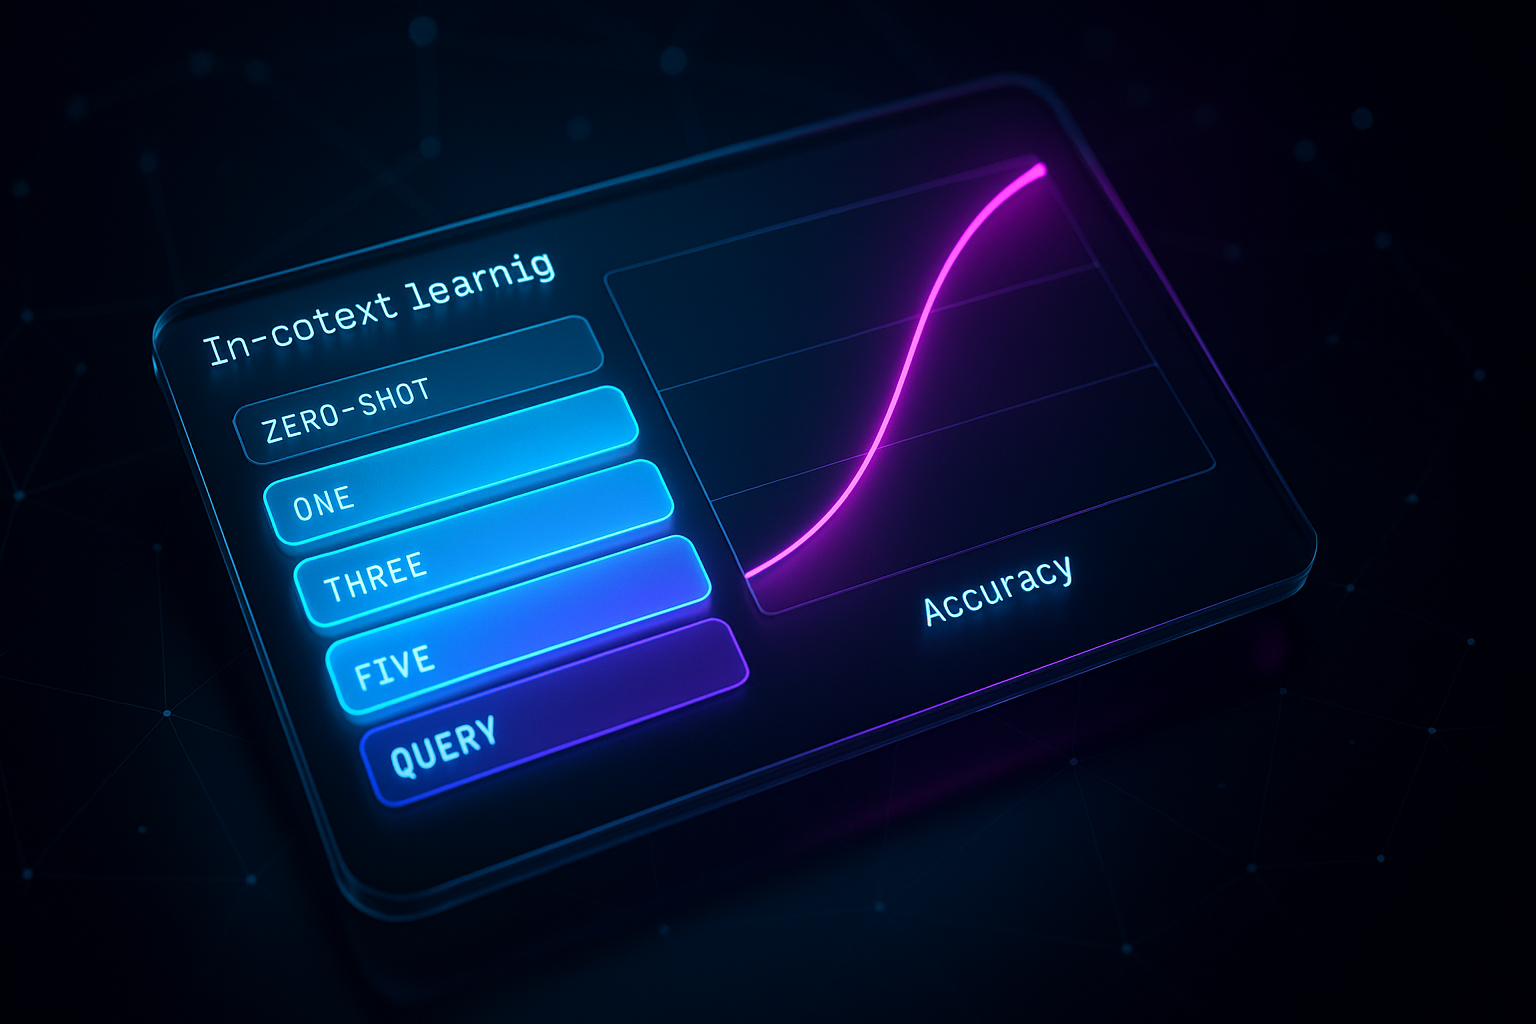 In-cotext learnig
ZERO-SHOT
ONE
THREE
FIVE
QUERY
Accuracy